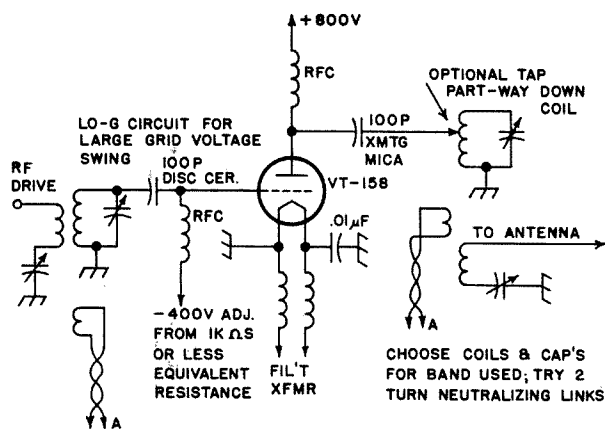 +800V
RFC
OPTIONAL TAP
PART-WAY DOWN
COIL
LO-G CIRCUIT FOR
LARGE GRID VOLTAGE
SWING
100P
DISC CER.
100P
XMTG
MICA
RF
DRIVE
VT-158
RFC
.01µF
TO ANTENNA
-400V ADJ.
FROM 1K ΩS
OR LESS
EQUIVALENT
RESISTANCE
FIL'T
XFMR
A
CHOOSE COILS & CAP'S
FOR BAND USED; TRY 2
TURN NEUTRALIZING LINKS
A